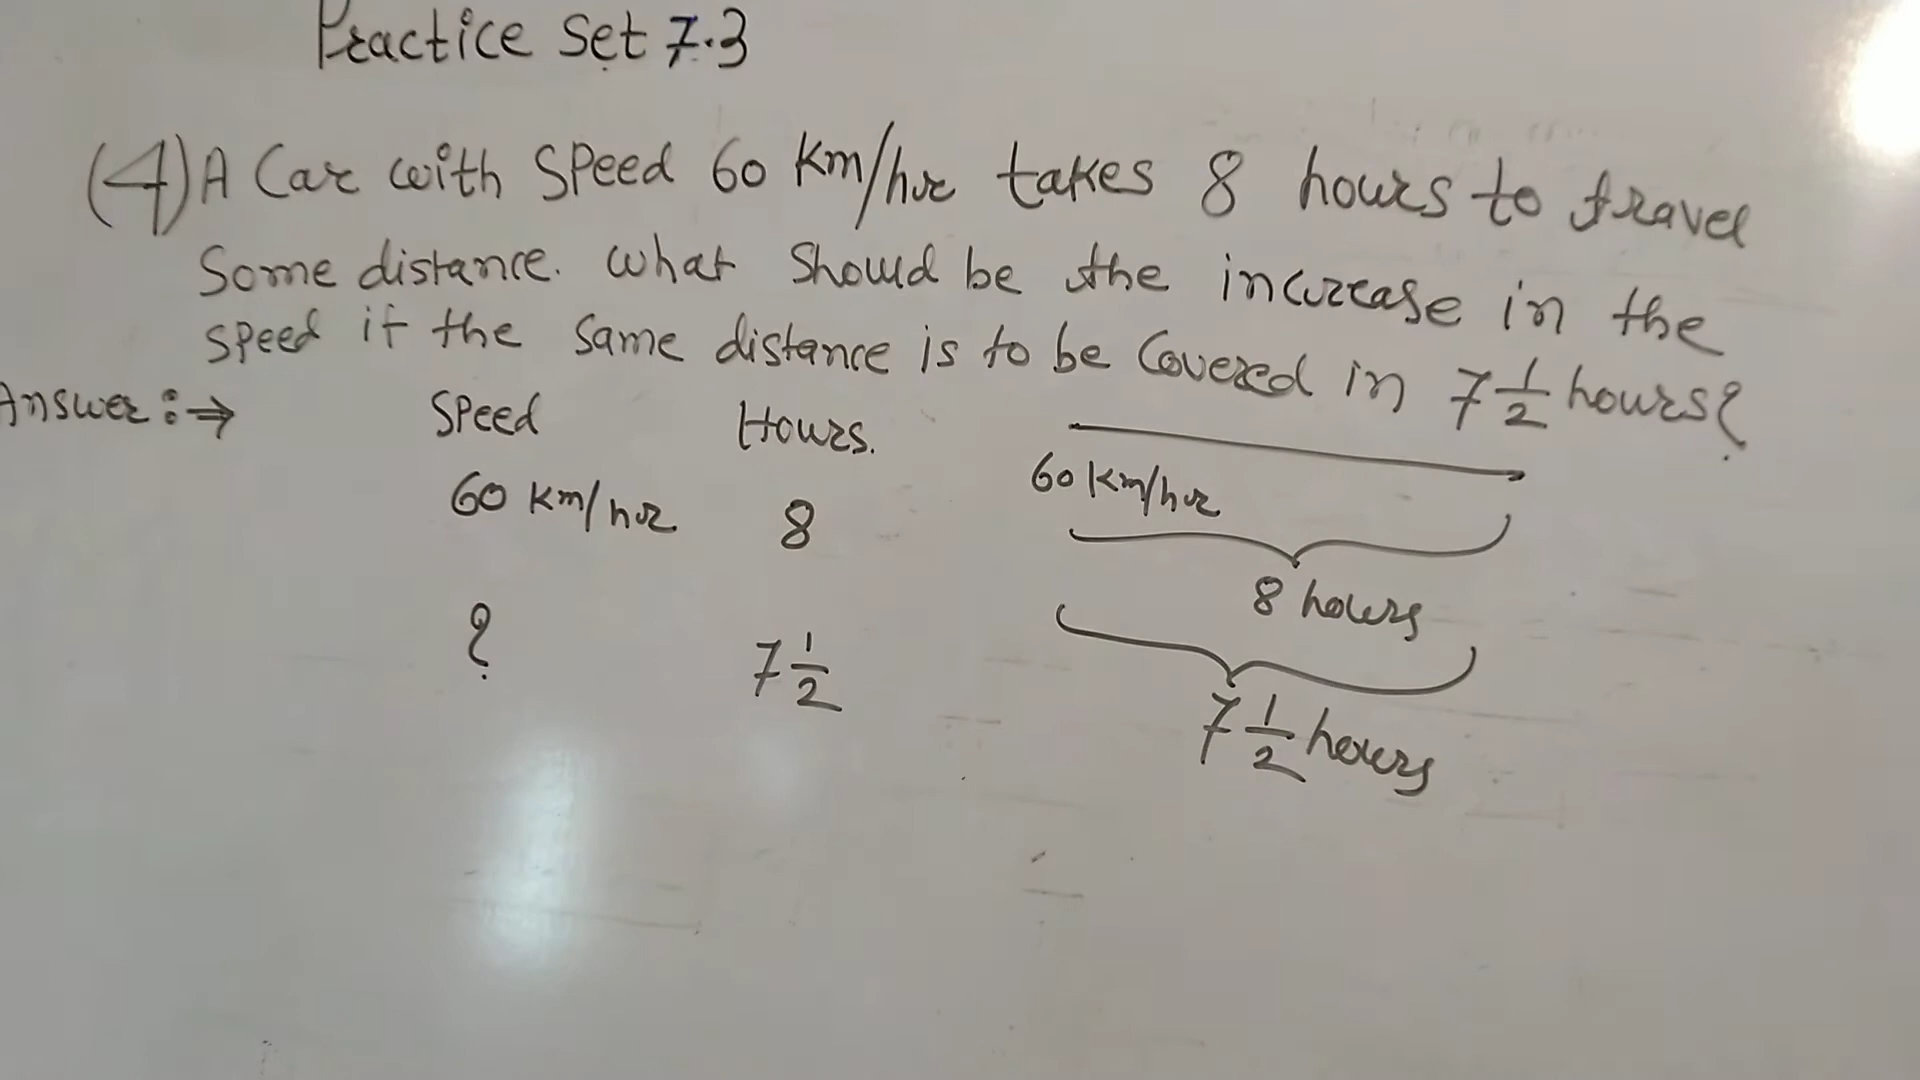 Practice Set 7.3
(4) A Car with Speed 60 km/hr takes 8 hours to travel
Some distance. What Should be the increase in the
speed if the same distance is to be Covered in 7 1/2 hours?
Answer :⇒ Speed Hours.
60 km/hr 8
? 7 1/2
60 km/hr
8 hours
7 1/2 hours